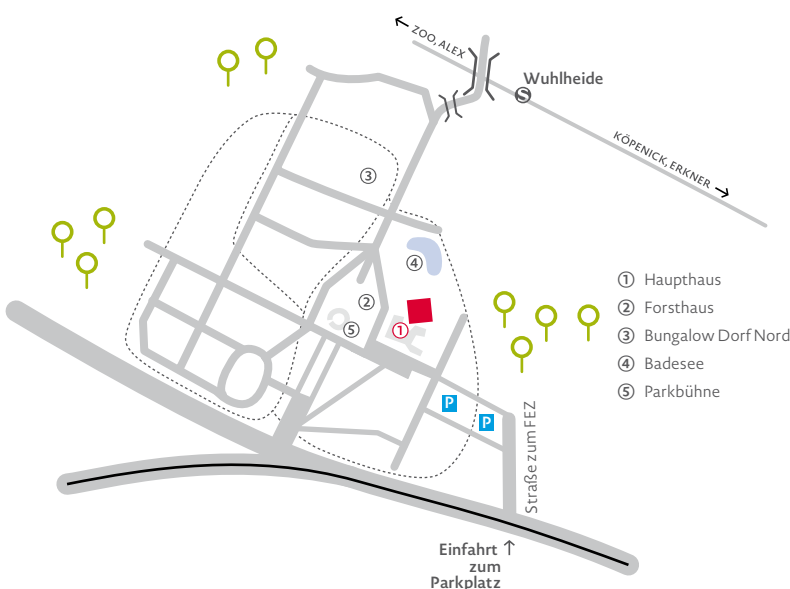 ZOO, ALEX
S
Wuhlheide
KÖPENICK, ERKNER
3
4
2
5
1
① Haupthaus
② Forsthaus
③ Bungalow Dorf Nord
④ Badesee
⑤ Parkbühne
P
P
Straße zum FEZ
Einfahrt
zum
Parkplatz